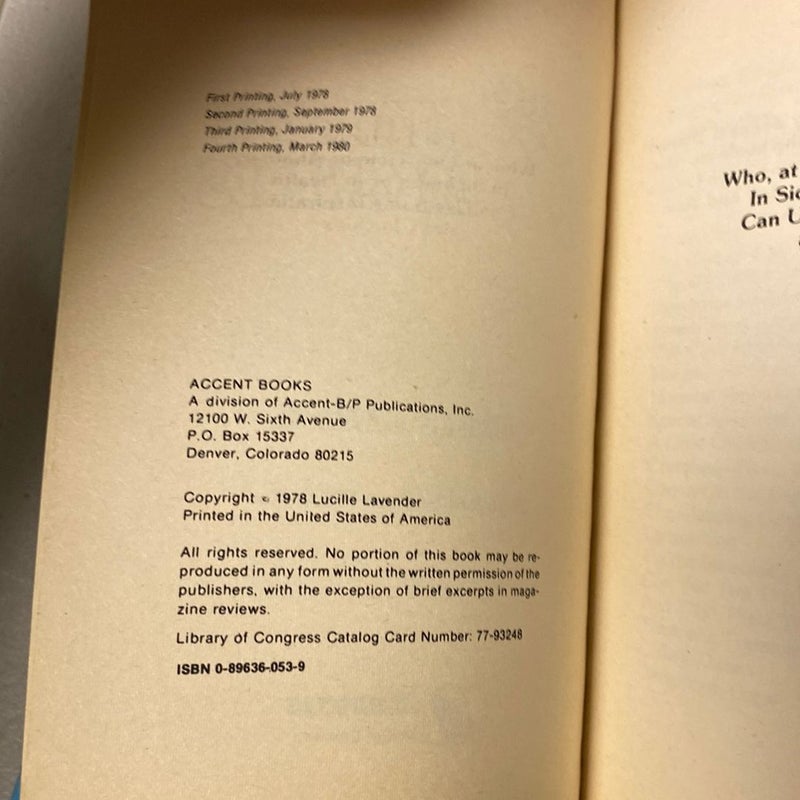 First Printing, July 1978
Second Printing, September 1978
Third Printing, January 1979
Fourth Printing, March 1980
ACCENT BOOKS
A division of Accent-B/P Publications, Inc.
12100 W. Sixth Avenue
P.O. Box 15337
Denver, Colorado 80215
Copyright © 1978 Lucille Lavender
Printed in the United States of America
All rights reserved. No portion of this book may be re-
produced in any form without the written permission of the
publishers, with the exception of brief excerpts in maga-
zine reviews.
Library of Congress Catalog Card Number: 77-93248
ISBN 0-89636-053-9
Who, at
In
Can